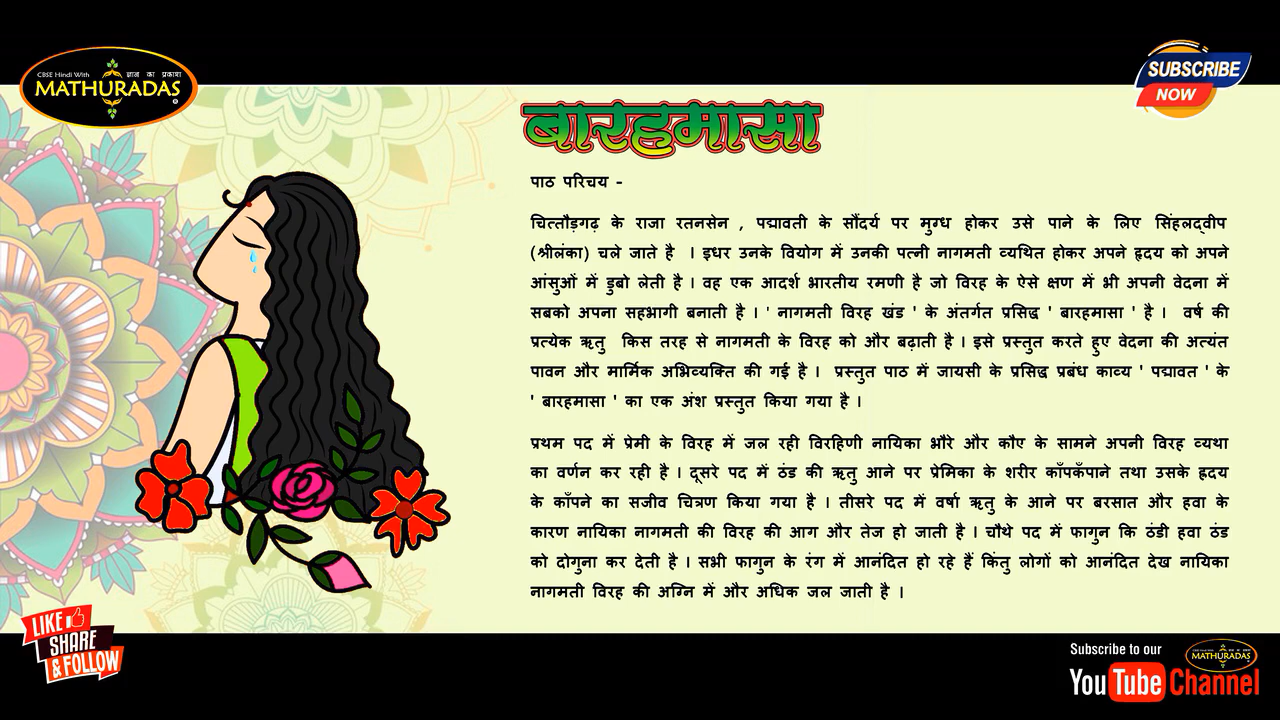 CBSE Hindi With ज्ञान का प्रकाश
MATHURADAS
SUBSCRIBE
NOW
बारहमासा
पाठ परिचय -
चित्तौड़गढ़ के राजा रतनसेन , पद्मावती के सौंदर्य पर मुग्ध होकर उसे पाने के लिए सिंहलद्वीप
(श्रीलंका) चले जाते है । इधर उनके वियोग में उनकी पत्नी नागमती व्यथित होकर अपने हृदय को अपने
आंसुओं में डुबो लेती है । वह एक आदर्श भारतीय रमणी है जो विरह के ऐसे क्षण में भी अपनी वेदना में
सबको अपना सहभागी बनाती है । ' नागमती विरह खंड ' के अंतर्गत प्रसिद्ध ' बारहमासा ' है । वर्ष की
प्रत्येक ऋतु किस तरह से नागमती के विरह को और बढ़ाती है । इसे प्रस्तुत करते हुए वेदना की अत्यंत
पावन और मार्मिक अभिव्यक्ति की गई है । प्रस्तुत पाठ में जायसी के प्रसिद्ध प्रबंध काव्य ' पद्मावत ' के
' बारहमासा ' का एक अंश प्रस्तुत किया गया है ।
प्रथम पद में प्रेमी के विरह में जल रही विरहिणी नायिका भौरे और कौए के सामने अपनी विरह व्यथा
का वर्णन कर रही है । दूसरे पद में ठंड की ऋतु आने पर प्रेमिका के शरीर काँपकँपाने तथा उसके हृदय
के काँपने का सजीव चित्रण किया गया है । तीसरे पद में वर्षा ऋतु के आने पर बरसात और हवा के
कारण नायिका नागमती की विरह की आग और तेज हो जाती है । चौथे पद में फागुन कि ठंडी हवा ठंड
को दोगुना कर देती है । सभी फागुन के रंग में आनंदित हो रहे हैं किंतु लोगों को आनंदित देख नायिका
नागमती विरह की अग्नि में और अधिक जल जाती है ।
LIKE
SHARE
& FOLLOW
Subscribe to our
MATHURADAS
YouTube Channel